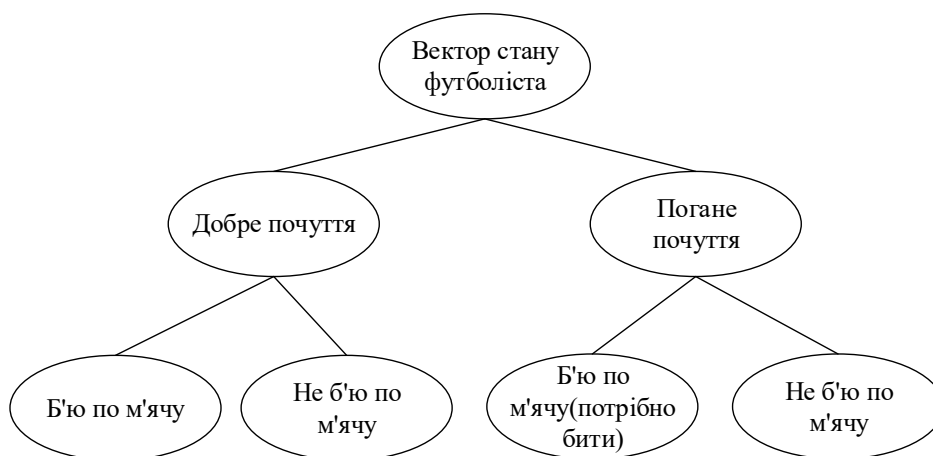 Вектор стану
футболіста
Добре почуття
Погане
почуття
Б'ю по м'ячу
Не б'ю по
м'ячу
Б'ю по
м'ячу(потрібно
бити)
Не б'ю по
м'ячу